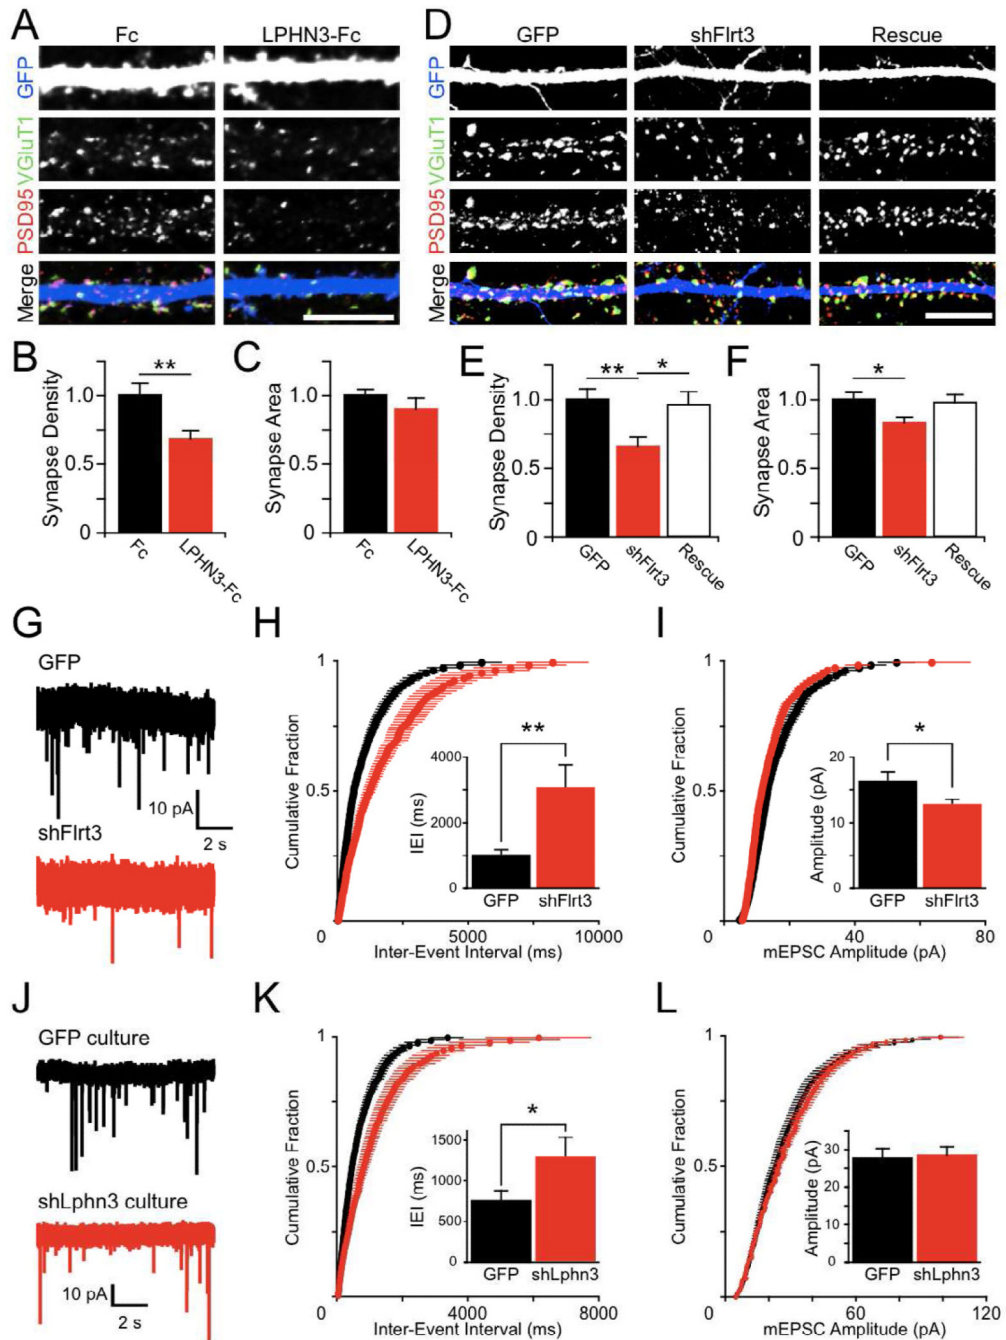 A
Fc
LPHN3-Fc
GFP
VGluT1
PSD95
Merge
D
GFP
shFlrt3
Rescue
GFP
VGluT1
PSD95
Merge
B
Synapse Density
1.0
0.5
0
**
Fc
LPHN3-Fc
C
Synapse Area
1.0
0.5
0
Fc
LPHN3-Fc
E
Synapse Density
1.0
0.5
0
**
*
GFP
shFlrt3
Rescue
F
Synapse Area
1.0
0.5
0
*
GFP
shFlrt3
Rescue
G
GFP
10 pA
2 s
shFlrt3
H
Cumulative Fraction
1
0.5
0
5000
10000
Inter-Event Interval (ms)
IEI (ms)
4000
2000
0
**
GFP
shFlrt3
I
Cumulative Fraction
1
0.5
0
40
80
mEPSC Amplitude (pA)
Amplitude (pA)
20
15
10
5
0
*
GFP
shFlrt3
J
GFP culture
shLphn3 culture
10 pA
2 s
K
Cumulative Fraction
1
0.5
0
4000
8000
Inter-Event Interval (ms)
IEI (ms)
1500
1000
500
0
*
GFP
shLphn3
L
Cumulative Fraction
1
0.5
0
60
120
mEPSC Amplitude (pA)
Amplitude (pA)
30
20
10
0
GFP
shLphn3